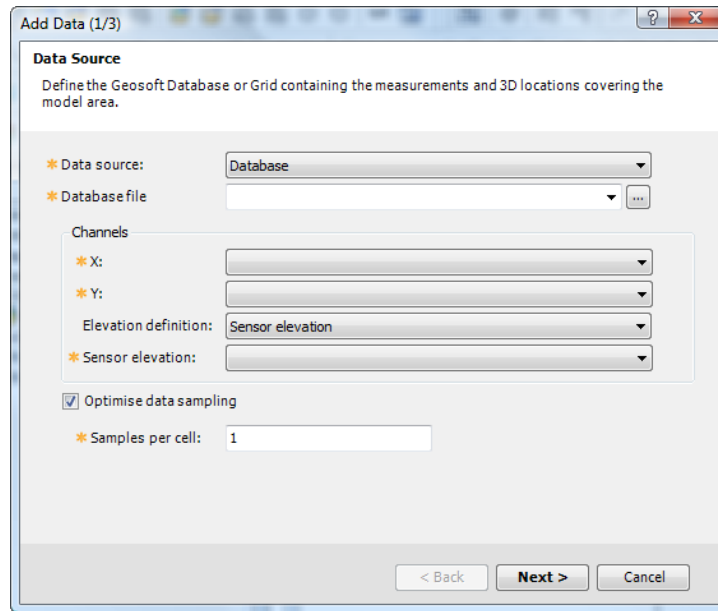 Add Data (1/3)
Data Source
Define the Geosoft Database or Grid containing the measurements and 3D locations covering the
model area.
* Data source: Database
* Database file ...
Channels
* X:
* Y:
Elevation definition: Sensor elevation
* Sensor elevation:
Optimise data sampling
* Samples per cell: 1
< Back Next > Cancel